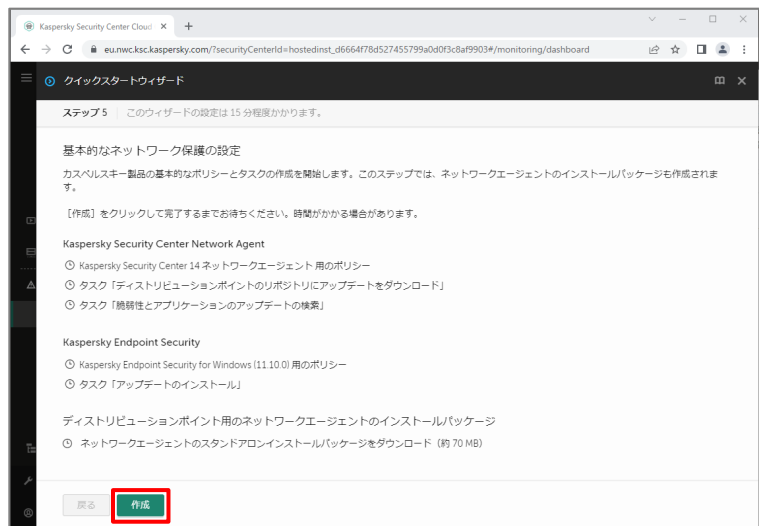 Kaspersky Security Center Cloud
eu.nwc.ksc.kaspersky.com/?securityCenterId=hostedinst_d6664f78d527455799a0d0f3c8af9903#/monitoring/dashboard
クイックスタートウィザード
ステップ 5 このウィザードの設定は 15 分程度かかります。
基本的なネットワーク保護の設定
カスペルスキー製品の基本的なポリシーとタスクの作成を開始します。このステップでは、ネットワークエージェントのインストールパッケージも作成されま
す。
［作成］をクリックして完了するまでお待ちください。時間がかかる場合があります。
Kaspersky Security Center Network Agent
Kaspersky Security Center 14 ネットワークエージェント 用のポリシー
タスク「ディストリビューションポイントのリポジトリにアップデートをダウンロード」
タスク「脆弱性とアプリケーションのアップデートの検索」
Kaspersky Endpoint Security
Kaspersky Endpoint Security for Windows (11.10.0) 用のポリシー
タスク「アップデートのインストール」
ディストリビューションポイント用のネットワークエージェントのインストールパッケージ
ネットワークエージェントのスタンドアロンインストールパッケージをダウンロード（約 70 MB）
戻る 作成